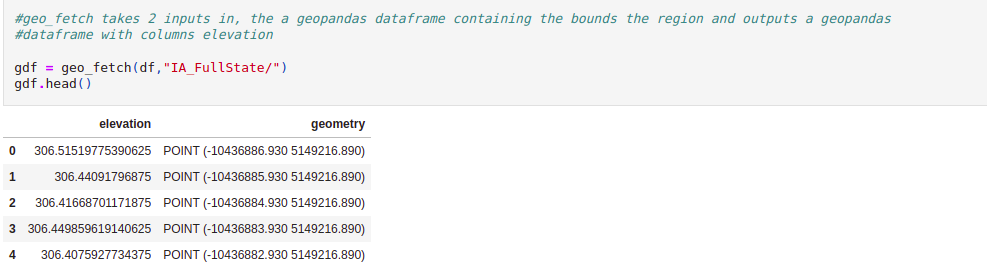 #geo_fetch takes 2 inputs in, the a geopandas dataframe containing the bounds the region and outputs a geopandas
#dataframe with columns elevation
gdf = geo_fetch(df,"IA_FullState/")
gdf.head()
elevation geometry
0 306.51519775390625 POINT (-10436886.930 5149216.890)
1 306.44091796875 POINT (-10436885.930 5149216.890)
2 306.41668701171875 POINT (-10436884.930 5149216.890)
3 306.449859619140625 POINT (-10436883.930 5149216.890)
4 306.4075927734375 POINT (-10436882.930 5149216.890)